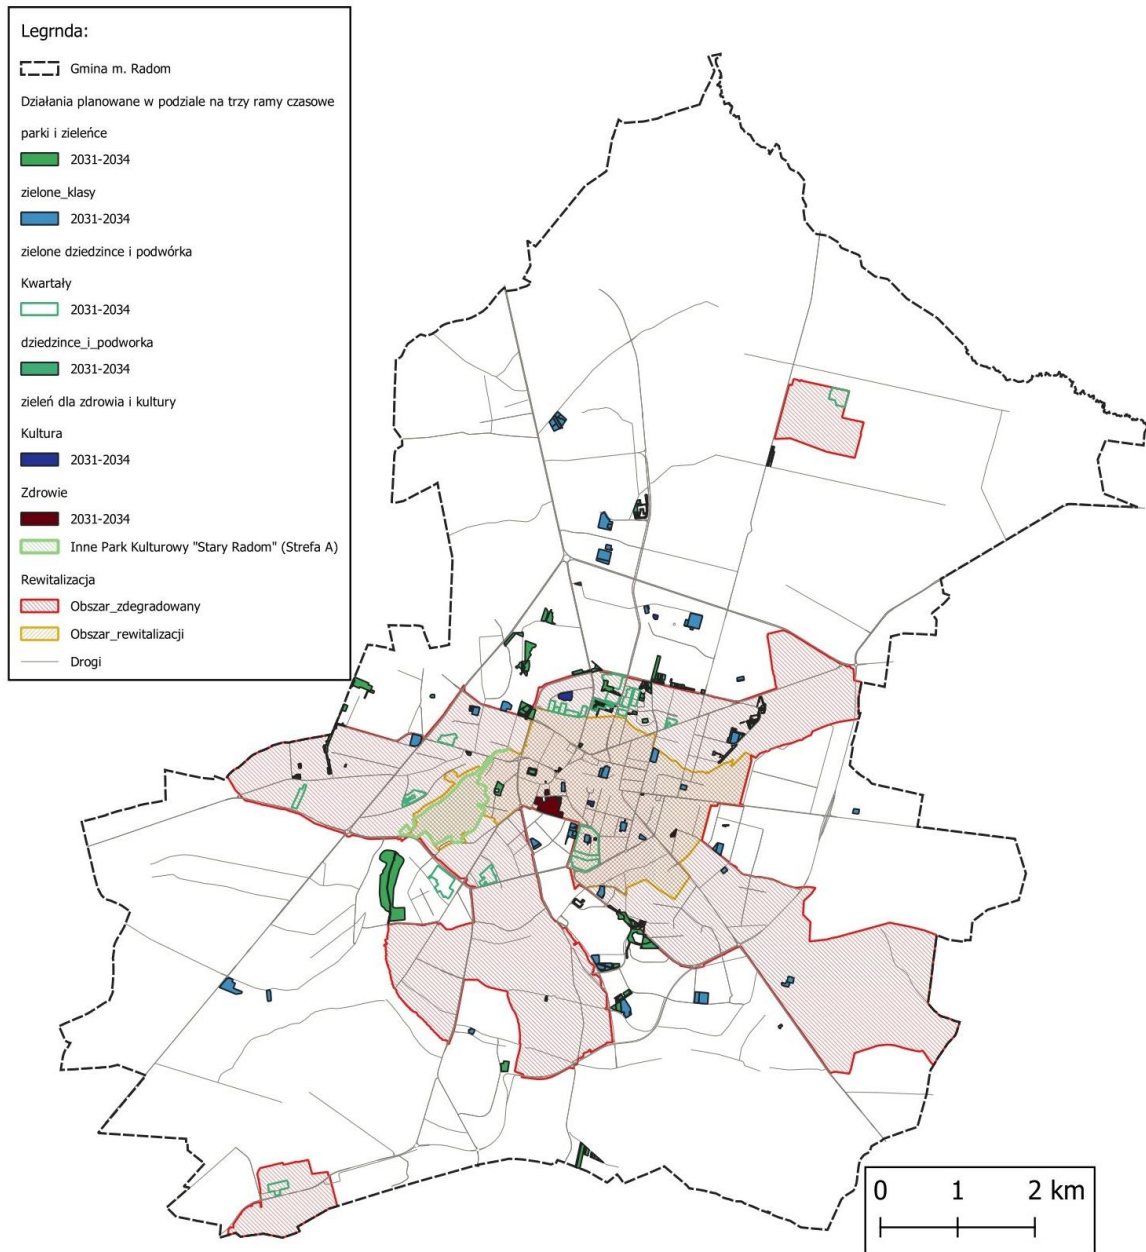 Legrnda:
Gmina m. Radom
Działania planowane w podziale na trzy ramy czasowe
parki i zieleńce
2031-2034
zielone_klasy
2031-2034
zielone dziedzince i podwórka
Kwartały
2031-2034
dziedzince_i_podworka
2031-2034
zieleń dla zdrowia i kultury
Kultura
2031-2034
Zdrowie
2031-2034
Inne Park Kulturowy "Stary Radom" (Strefa A)
Rewitalizacja
Obszar_zdegradowany
Obszar_rewitalizacji
Drogi
0 1 2 km